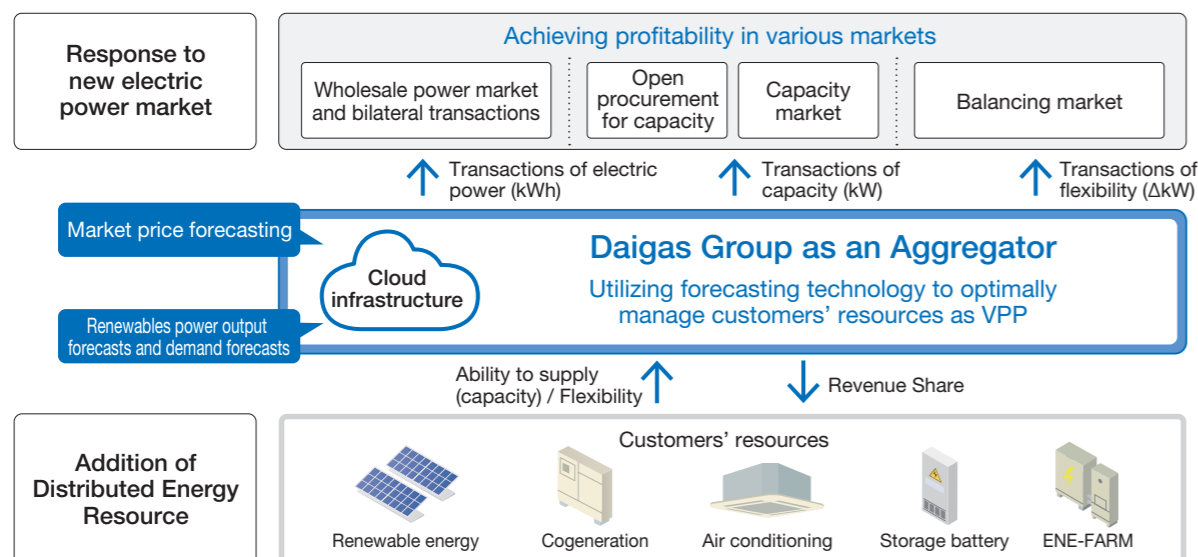 Response to
new electric
power market
Achieving profitability in various markets
Wholesale power market
and bilateral transactions
Open
procurement
for capacity
Capacity
market
Balancing market
Transactions of electric
power (kWh)
Transactions of
capacity (kW)
Transactions of
flexibility (ΔkW)
Market price forecasting
Cloud
infrastructure
Renewables power output
forecasts and demand forecasts
Daigas Group as an Aggregator
Utilizing forecasting technology to optimally
manage customers’ resources as VPP
Ability to supply
(capacity) / Flexibility
Revenue Share
Addition of
Distributed Energy
Resource
Customers’ resources
Renewable energy
Cogeneration
Air conditioning
Storage battery
ENE-FARM